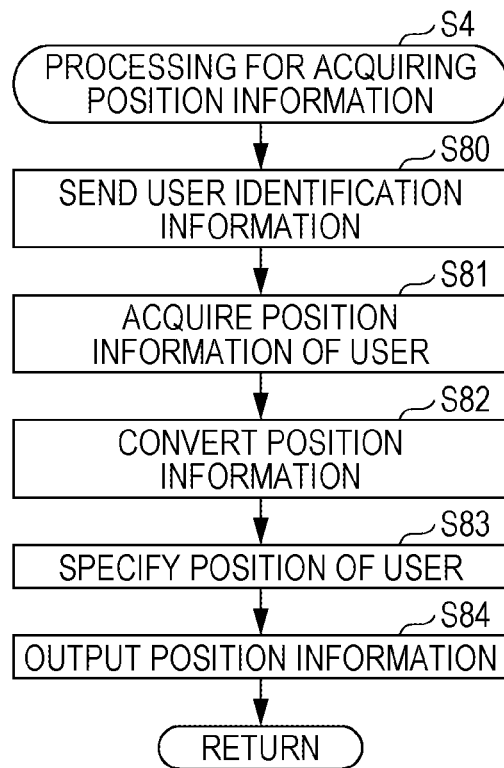 S4
PROCESSING FOR ACQUIRING
POSITION INFORMATION
S80
SEND USER IDENTIFICATION
INFORMATION
S81
ACQUIRE POSITION
INFORMATION OF USER
S82
CONVERT POSITION
INFORMATION
S83
SPECIFY POSITION OF USER
S84
OUTPUT POSITION INFORMATION
RETURN